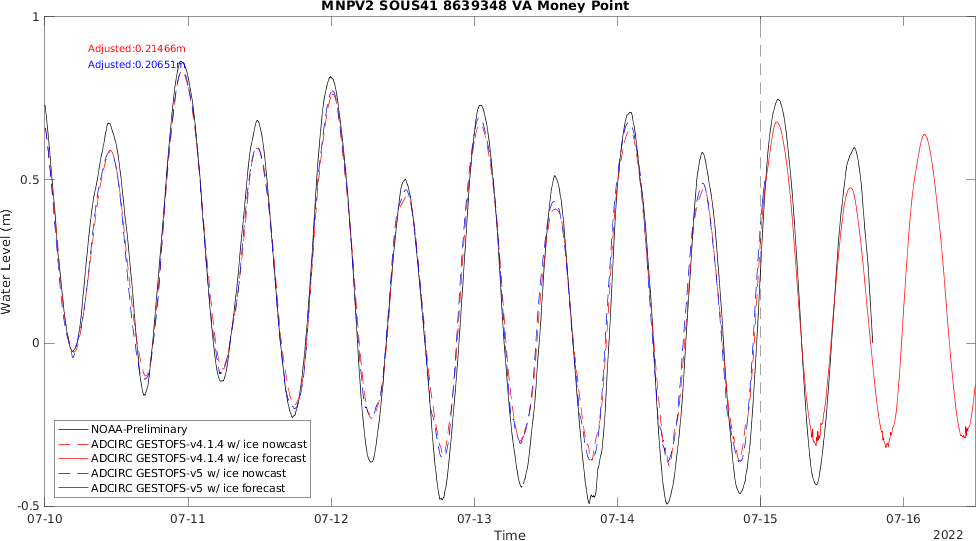 MNPV2 SOUS41 8639348 VA Money Point
Adjusted:0.21466m
Adjusted:0.20651m
1
0.5
0
-0.5
Water Level (m)
NOAA-Preliminary
ADCIRC GESTOFS-v4.1.4 w/ ice nowcast
ADCIRC GESTOFS-v4.1.4 w/ ice forecast
ADCIRC GESTOFS-v5 w/ ice nowcast
ADCIRC GESTOFS-v5 w/ ice forecast
07-10 07-11 07-12 07-13 07-14 07-15 07-16
Time
2022